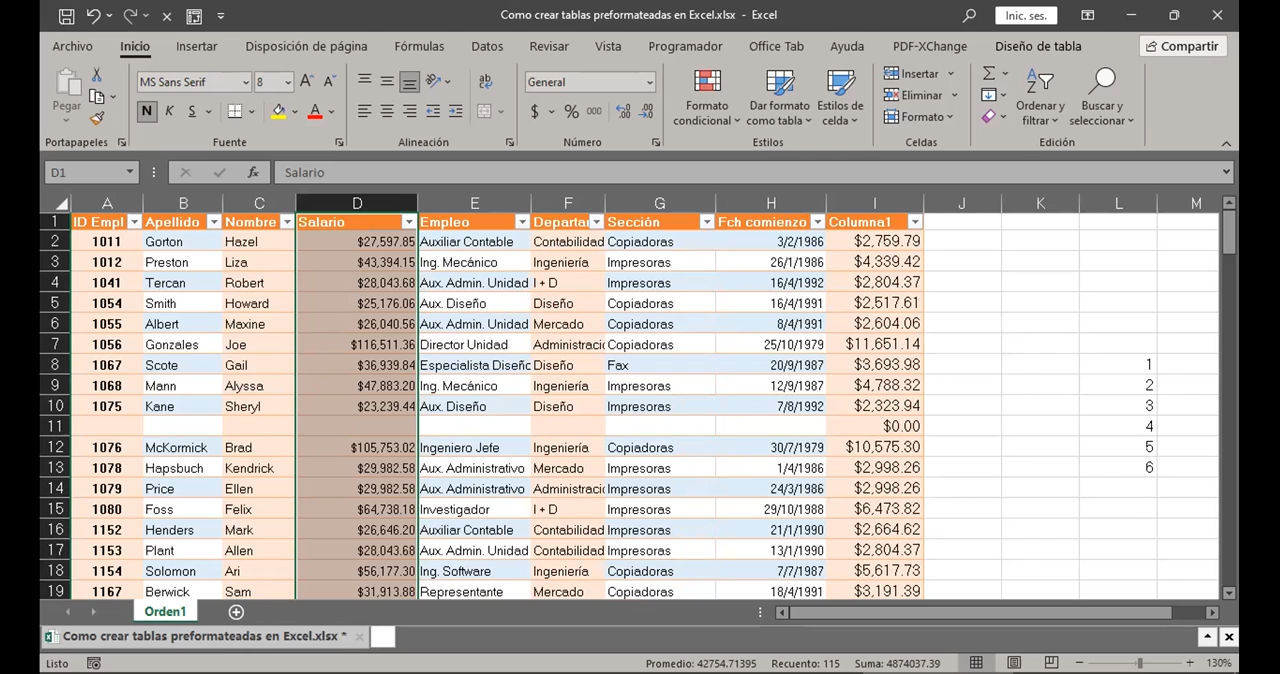 Como crear tablas preformateadas en Excel.xlsx - Excel
Inic. ses.
Archivo Inicio Insertar Disposición de página Fórmulas Datos Revisar Vista Programador Office Tab Ayuda PDF-XChange Diseño de tabla Compartir
Pegar
MS Sans Serif 8
N K S
General
$ % 000
Formato condicional
Dar formato como tabla
Estilos de celda
Insertar
Eliminar
Formato
Ordenar y filtrar
Buscar y seleccionar
Portapapeles Fuente Alineación Número Estilos Celdas Edición
D1 fx Salario
A B C D E F G H I J K L M
1 ID Empl Apellido Nombre Salario Empleo Departar Sección Fch comienzo Columna1
2 1011 Gorton Hazel $27,597.85 Auxiliar Contable Contabilidad Copiadoras 3/2/1986 $2,759.79
3 1012 Preston Liza $43,394.15 Ing. Mecánico Ingeniería Impresoras 26/1/1986 $4,339.42
4 1041 Tercan Robert $28,043.68 Aux. Admin. Unidad I + D Impresoras 16/4/1992 $2,804.37
5 1054 Smith Howard $25,176.06 Aux. Diseño Diseño Copiadoras 16/4/1991 $2,517.61
6 1055 Albert Maxine $26,040.56 Aux. Admin. Unidad Mercado Copiadoras 8/4/1991 $2,604.06
7 1056 Gonzales Joe $116,511.36 Director Unidad Administraci Copiadoras 25/10/1979 $11,651.14
8 1067 Scote Gail $36,939.84 Especialista Diseño Diseño Fax 20/9/1987 $3,693.98 1
9 1068 Mann Alyssa $47,883.20 Ing. Mecánico Ingeniería Impresoras 12/9/1987 $4,788.32 2
10 1075 Kane Sheryl $23,239.44 Aux. Diseño Diseño Impresoras 7/8/1992 $2,323.94 3
11 $0.00 4
12 1076 McKormick Brad $105,753.02 Ingeniero Jefe Ingeniería Copiadoras 30/7/1979 $10,575.30 5
13 1078 Hapsbuch Kendrick $29,982.58 Aux. Administrativo Mercado Impresoras 1/4/1986 $2,998.26 6
14 1079 Price Ellen $29,982.58 Aux. Administrativo Administraci Impresoras 24/3/1986 $2,998.26
15 1080 Foss Felix $64,738.18 Investigador I + D Impresoras 29/10/1988 $6,473.82
16 1152 Henders Mark $26,646.20 Auxiliar Contable Contabilidad Copiadoras 21/1/1990 $2,664.62
17 1153 Plant Allen $28,043.68 Aux. Admin. Unidad Contabilidad Impresoras 13/1/1990 $2,804.37
18 1154 Solomon Ari $56,177.30 Ing. Software Ingeniería Copiadoras 7/7/1987 $5,617.73
19 1167 Berwick Sam $31,913.88 Representante Mercado Impresoras 18/4/1991 $3,191.39
Orden1
Como crear tablas preformateadas en Excel.xlsx *
Listo Promedio: 42754.71395 Recuento: 115 Suma: 4874037.39 130%